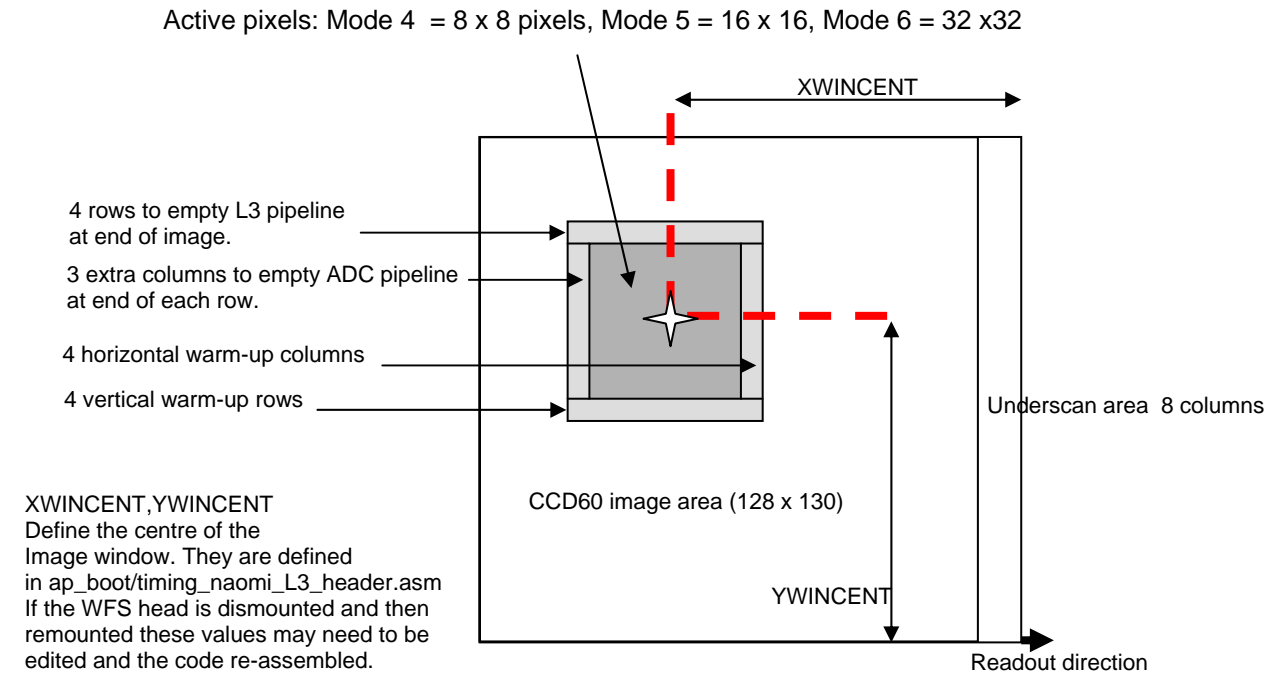 Active pixels: Mode 4  = 8 x 8 pixels, Mode 5 = 16 x 16, Mode 6 = 32 x32
XWINCENT
4 rows to empty L3 pipeline
at end of image.
3 extra columns to empty ADC pipeline
at end of each row.
4 horizontal warm-up columns
4 vertical warm-up rows
Underscan area  8 columns
CCD60 image area (128 x 130)
XWINCENT,YWINCENT
Define the centre of the
Image window. They are defined
in ap_boot/timing_naomi_L3_header.asm
If the WFS head is dismounted and then
remounted these values may need to be
edited and the code re-assembled.
YWINCENT
Readout direction